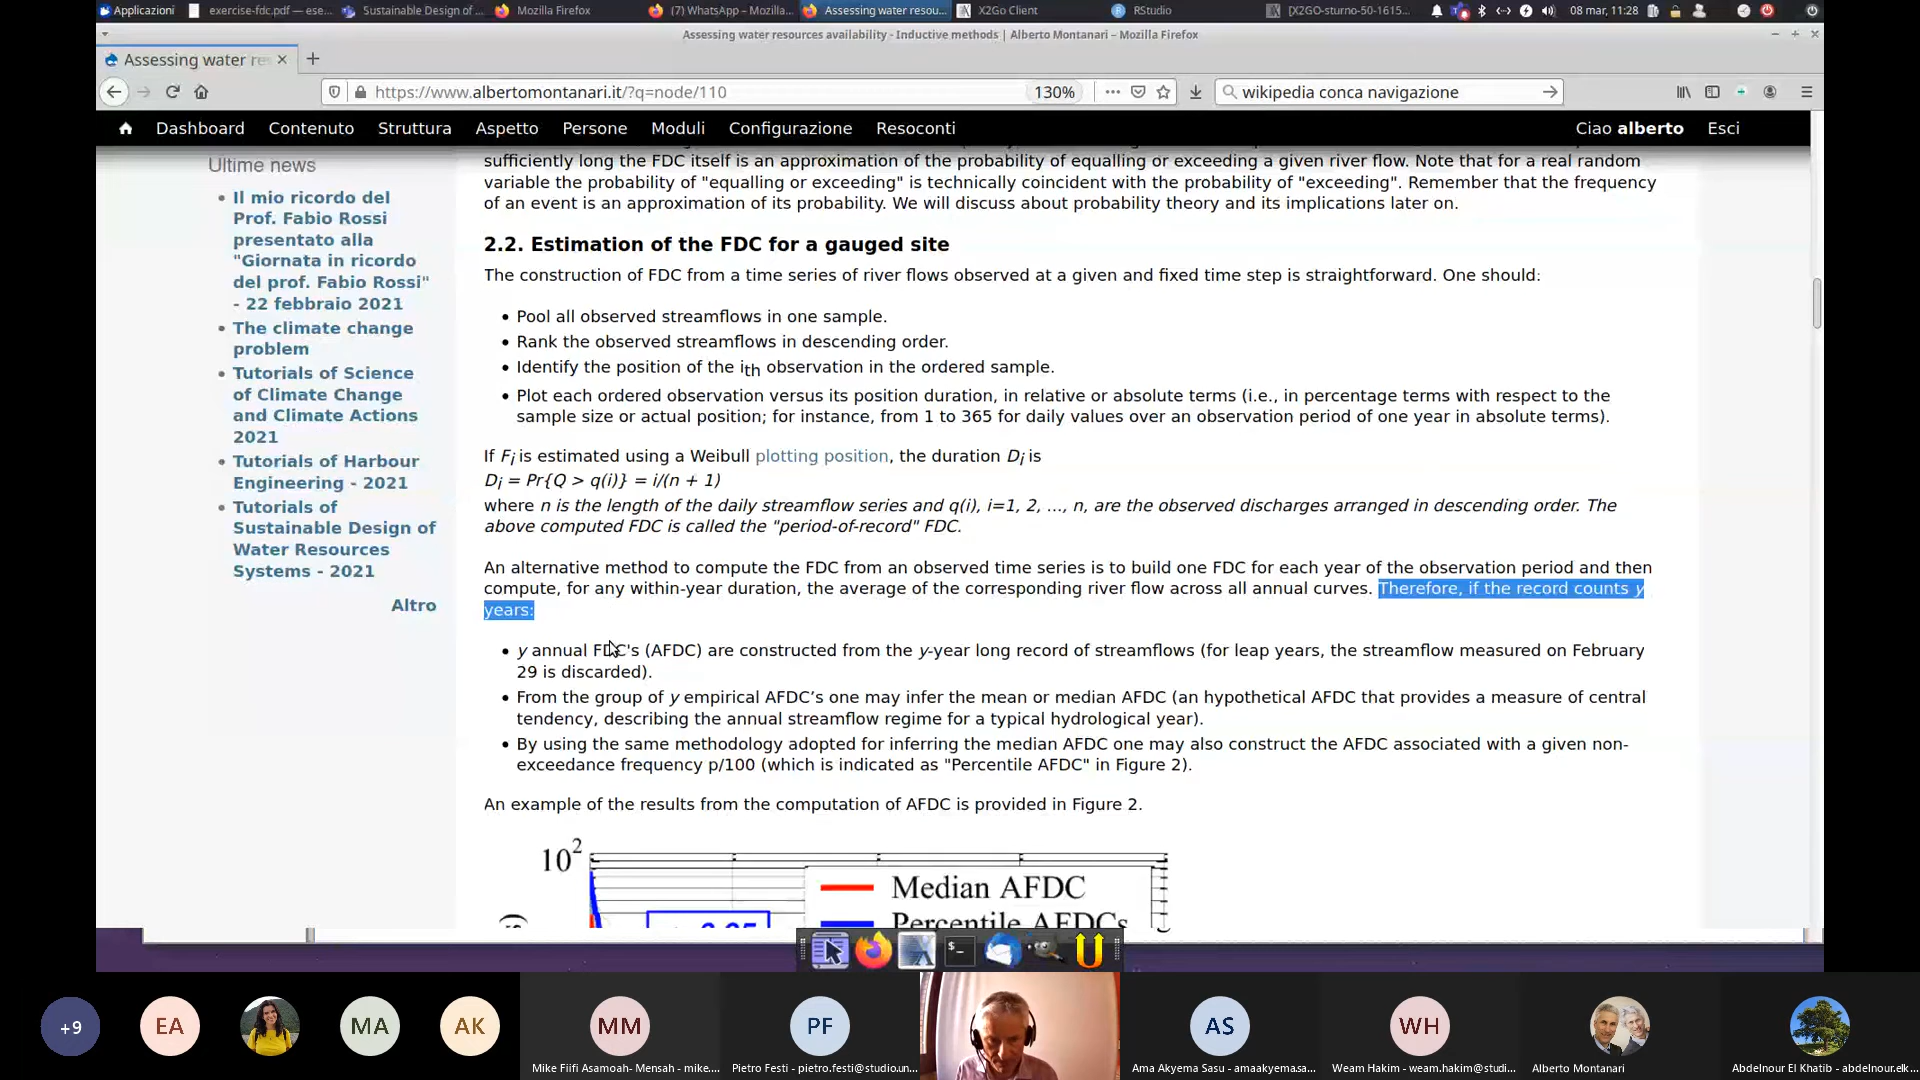 Applicazioni
exercise-fdc.pdf — ese...
Sustainable Design of ...
Mozilla Firefox
(7) WhatsApp – Mozilla...
Assessing water resou...
X2Go Client
RStudio
[X2GO-sturno-50-1615...
08 mar, 11:28
Assessing water resources availability - Inductive methods | Alberto Montanari – Mozilla Firefox
Assessing water re
https://www.albertomontanari.it/?q=node/110
130%
wikipedia conca navigazione
Dashboard Contenuto Struttura Aspetto Persone Moduli Configurazione Resoconti
Ciao alberto Esci
Ultime news
Il mio ricordo del
Prof. Fabio Rossi
presentato alla
"Giornata in ricordo
del prof. Fabio Rossi"
- 22 febbraio 2021
The climate change
problem
Tutorials of Science
of Climate Change
and Climate Actions
2021
Tutorials of Harbour
Engineering - 2021
Tutorials of
Sustainable Design of
Water Resources
Systems - 2021
Altro
sufficiently long the FDC itself is an approximation of the probability of equalling or exceeding a given river flow. Note that for a real random
variable the probability of "equalling or exceeding" is technically coincident with the probability of "exceeding". Remember that the frequency
of an event is an approximation of its probability. We will discuss about probability theory and its implications later on.
2.2. Estimation of the FDC for a gauged site
The construction of FDC from a time series of river flows observed at a given and fixed time step is straightforward. One should:
Pool all observed streamflows in one sample.
Rank the observed streamflows in descending order.
Identify the position of the ith observation in the ordered sample.
Plot each ordered observation versus its position duration, in relative or absolute terms (i.e., in percentage terms with respect to the
sample size or actual position; for instance, from 1 to 365 for daily values over an observation period of one year in absolute terms).
If Fi is estimated using a Weibull plotting position, the duration Di is
Di = Pr{Q > q(i)} = i/(n + 1)
where n is the length of the daily streamflow series and q(i), i=1, 2, ..., n, are the observed discharges arranged in descending order. The
above computed FDC is called the "period-of-record" FDC.
An alternative method to compute the FDC from an observed time series is to build one FDC for each year of the observation period and then
compute, for any within-year duration, the average of the corresponding river flow across all annual curves. Therefore, if the record counts y
years:
y annual FDC's (AFDC) are constructed from the y-year long record of streamflows (for leap years, the streamflow measured on February
29 is discarded).
From the group of y empirical AFDC's one may infer the mean or median AFDC (an hypothetical AFDC that provides a measure of central
tendency, describing the annual streamflow regime for a typical hydrological year).
By using the same methodology adopted for inferring the median AFDC one may also construct the AFDC associated with a given non-
exceedance frequency p/100 (which is indicated as "Percentile AFDC" in Figure 2).
An example of the results from the computation of AFDC is provided in Figure 2.
10²
Median AFDC
Percentile AFDCs
+9
EA
MA
AK
MM
PF
AS
WH
Mike Fiifi Asamoah- Mensah - mike....
Pietro Festi - pietro.festi@studio.un...
Ama Akyema Sasu - amaakyema.sa...
Weam Hakim - weam.hakim@studi...
Alberto Montanari
Abdelnour El Khatib - abdelnour.elk...